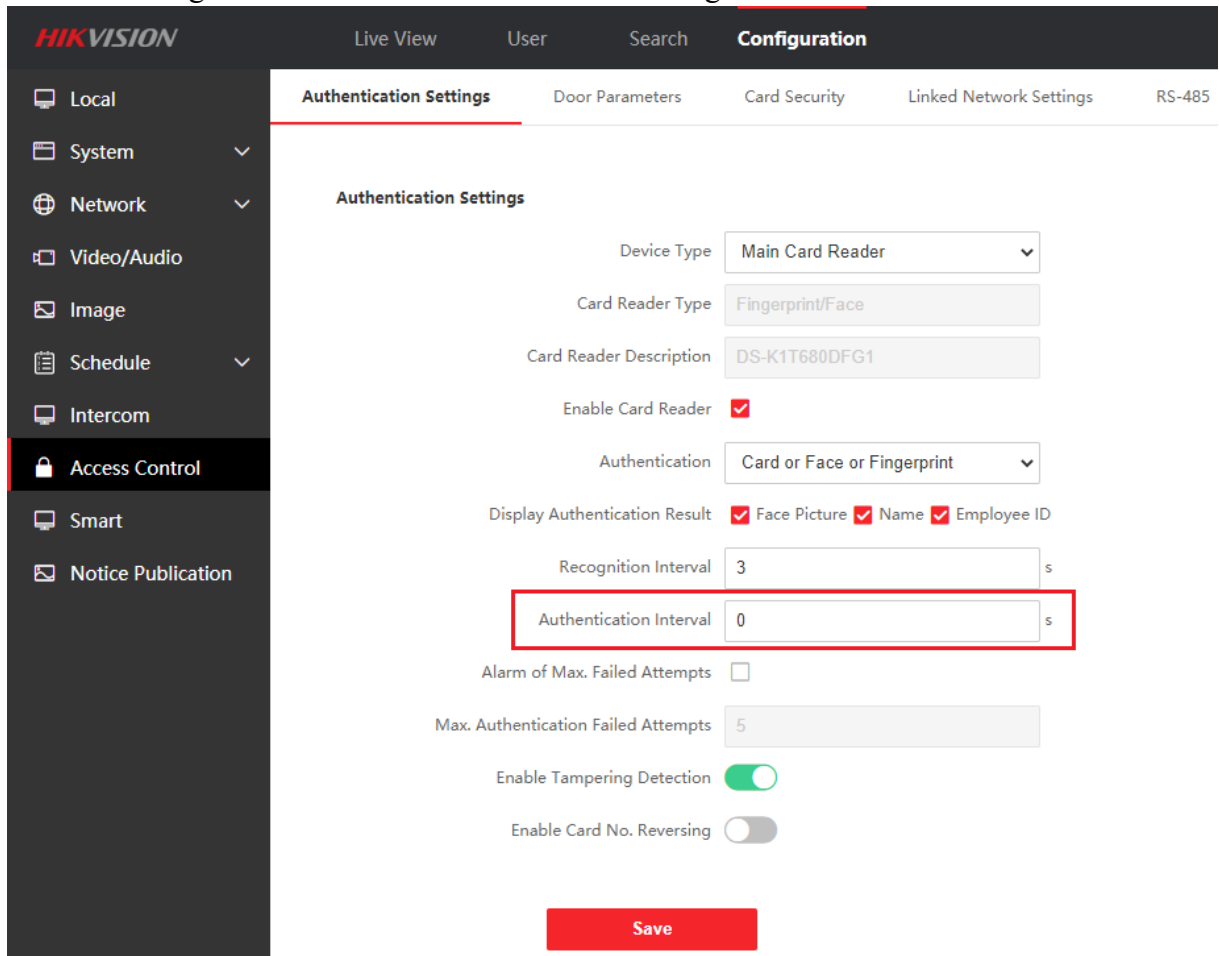 HIKVISION Live View User Search Configuration
Local
System
Network
Video/Audio
Image
Schedule
Intercom
Access Control
Smart
Notice Publication
Authentication Settings Door Parameters Card Security Linked Network Settings RS-485
Authentication Settings
Device Type Main Card Reader
Card Reader Type Fingerprint/Face
Card Reader Description DS-K1T680DFG1
Enable Card Reader
Authentication Card or Face or Fingerprint
Display Authentication Result Face Picture Name Employee ID
Recognition Interval 3 s
Authentication Interval 0 s
Alarm of Max. Failed Attempts
Max. Authentication Failed Attempts 5
Enable Tampering Detection
Enable Card No. Reversing
Save